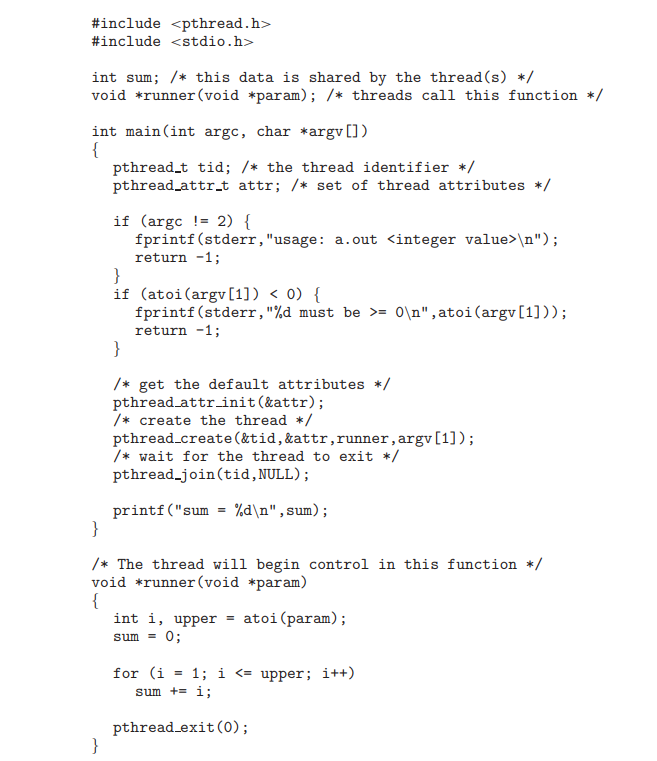 #include <pthread.h>
#include <stdio.h>

int sum; /* this data is shared by the thread(s) */
void *runner(void *param); /* threads call this function */

int main(int argc, char *argv[])
{
   pthread_t tid; /* the thread identifier */
   pthread_attr_t attr; /* set of thread attributes */

   if (argc != 2) {
      fprintf(stderr,"usage: a.out <integer value>\n");
      return -1;
   }
   if (atoi(argv[1]) < 0) {
      fprintf(stderr,"%d must be >= 0\n",atoi(argv[1]));
      return -1;
   }

   /* get the default attributes */
   pthread_attr_init(&attr);
   /* create the thread */
   pthread_create(&tid,&attr,runner,argv[1]);
   /* wait for the thread to exit */
   pthread_join(tid,NULL);

   printf("sum = %d\n",sum);
}

/* The thread will begin control in this function */
void *runner(void *param)
{
   int i, upper = atoi(param);
   sum = 0;

   for (i = 1; i <= upper; i++)
      sum += i;

   pthread_exit(0);
}